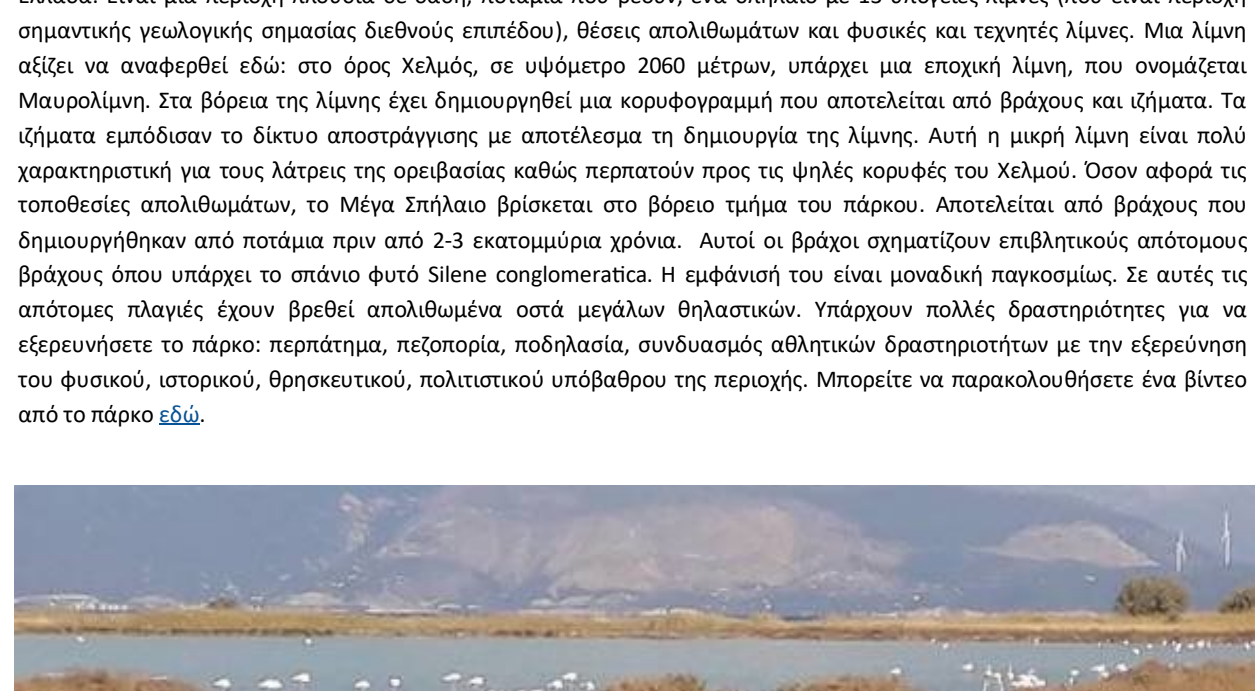 Ελλάδα. Είναι μια περιοχή πλούσια σε δάση, ποτάμια που ρέουν, ένα σπήλαιο με 13 υπόγειες λίμνες (που είναι περιοχή
σημαντικής γεωλογικής σημασίας διεθνούς επιπέδου), θέσεις απολιθωμάτων και φυσικές και τεχνητές λίμνες. Μια λίμνη
αξίζει να αναφερθεί εδώ: στο όρος Χελμός, σε υψόμετρο 2060 μέτρων, υπάρχει μια εποχική λίμνη, που ονομάζεται
Μαυρολίμνη. Στα βόρεια της λίμνης έχει δημιουργηθεί μια κορυφογραμμή που αποτελείται από βράχους και ιζήματα. Τα
ιζήματα εμπόδισαν το δίκτυο αποστράγγισης με αποτέλεσμα τη δημιουργία της λίμνης. Αυτή η μικρή λίμνη είναι πολύ
χαρακτηριστική για τους λάτρεις της ορειβασίας καθώς περπατούν προς τις ψηλές κορυφές του Χελμού. Όσον αφορά τις
τοποθεσίες απολιθωμάτων, το Μέγα Σπήλαιο βρίσκεται στο βόρειο τμήμα του πάρκου. Αποτελείται από βράχους που
δημιουργήθηκαν από ποτάμια πριν από 2-3 εκατομμύρια χρόνια. Αυτοί οι βράχοι σχηματίζουν επιβλητικούς απότομους
βράχους όπου υπάρχει το σπάνιο φυτό Silene conglomeratica. Η εμφάνισή του είναι μοναδική παγκοσμίως. Σε αυτές τις
απότομες πλαγιές έχουν βρεθεί απολιθωμένα οστά μεγάλων θηλαστικών. Υπάρχουν πολλές δραστηριότητες για να
εξερευνήσετε το πάρκο: περπάτημα, πεζοπορία, ποδηλασία, συνδυασμός αθλητικών δραστηριοτήτων με την εξερεύνηση
του φυσικού, ιστορικού, θρησκευτικού, πολιτιστικού υπόβαθρου της περιοχής. Μπορείτε να παρακολουθήσετε ένα βίντεο
από το πάρκο εδώ.